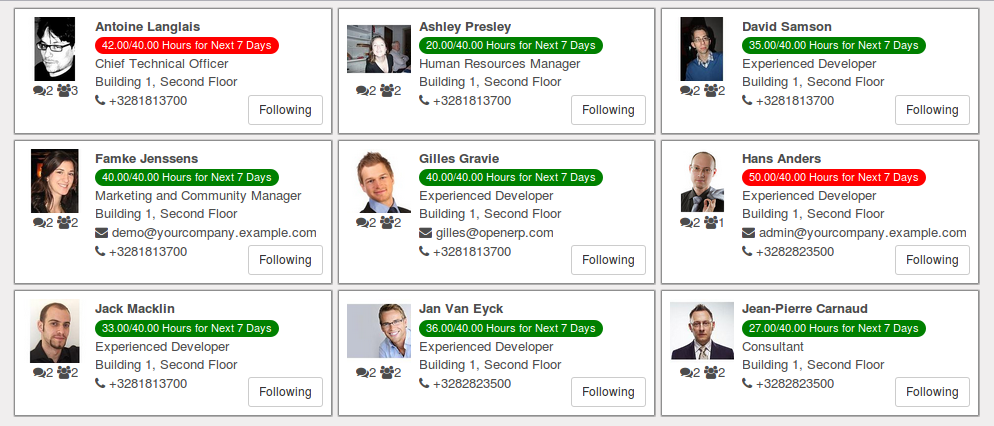 Antoine Langlais
42.00/40.00 Hours for Next 7 Days
Chief Technical Officer
Building 1, Second Floor
2 3
+3281813700
Following
Ashley Presley
20.00/40.00 Hours for Next 7 Days
Human Resources Manager
Building 1, Second Floor
2 2
+3281813700
Following
David Samson
35.00/40.00 Hours for Next 7 Days
Experienced Developer
Building 1, Second Floor
2 2
+3281813700
Following
Famke Jenssens
40.00/40.00 Hours for Next 7 Days
Marketing and Community Manager
Building 1, Second Floor
2 2
demo@yourcompany.example.com
+3281813700
Following
Gilles Gravie
40.00/40.00 Hours for Next 7 Days
Experienced Developer
Building 1, Second Floor
2 2
gilles@openerp.com
+3281813700
Following
Hans Anders
50.00/40.00 Hours for Next 7 Days
Experienced Developer
Building 1, Second Floor
2 1
admin@yourcompany.example.com
+3282823500
Following
Jack Macklin
33.00/40.00 Hours for Next 7 Days
Experienced Developer
Building 1, Second Floor
2 2
+3281813700
Following
Jan Van Eyck
36.00/40.00 Hours for Next 7 Days
Experienced Developer
Building 1, Second Floor
2 2
+3282823500
Following
Jean-Pierre Carnaud
27.00/40.00 Hours for Next 7 Days
Consultant
Building 1, Second Floor
2 2
+3282823500
Following